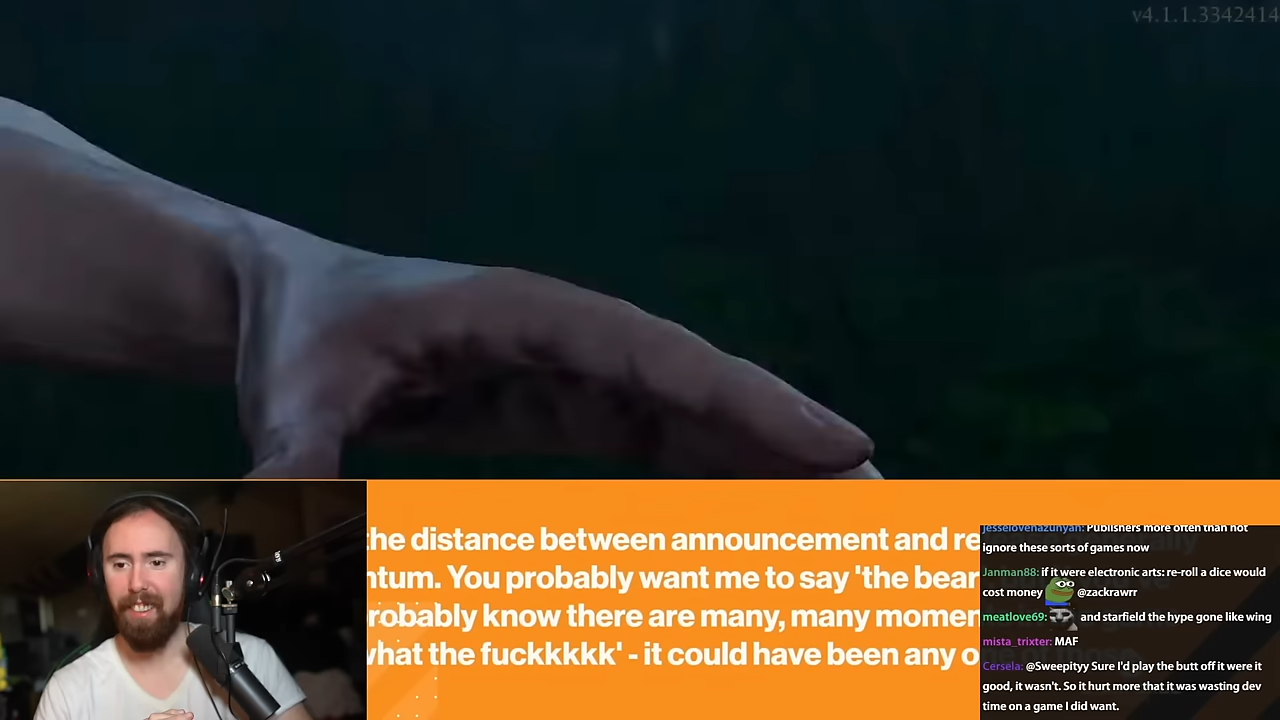 v4.1.1.3342414
the distance between announcement and re
ntum. You probably want me to say 'the bear
robably know there are many, many momen
what the fuckkkkk' - it could have been any o
jesselovenazunyan: Publishers more often than not
ignore these sorts of games now
Janman88: if it were electronic arts: re-roll a dice would
cost money @zackrawrr
meatlove69: and starfield the hype gone like wing
mista_trixter: MAF
Cersela: @Sweepityy Sure I'd play the butt off it were it
good, it wasn't. So it hurt more that it was wasting dev
time on a game I did want.